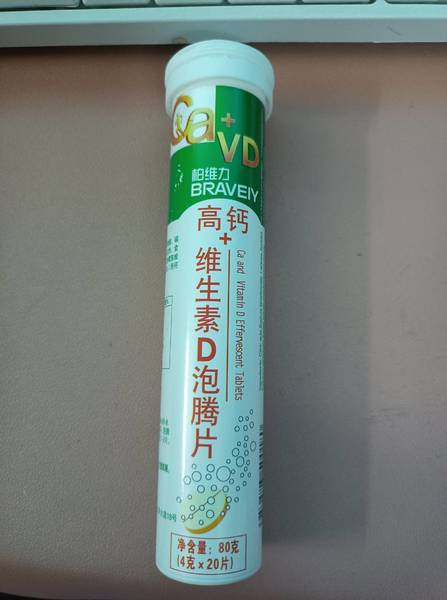 Ca
+
VD
柏维力
BRAVEIY
高钙
+
维生素D泡腾片
Ca and Vitamin D Effervescent Tablets
净含量：80克
(4克×20片)